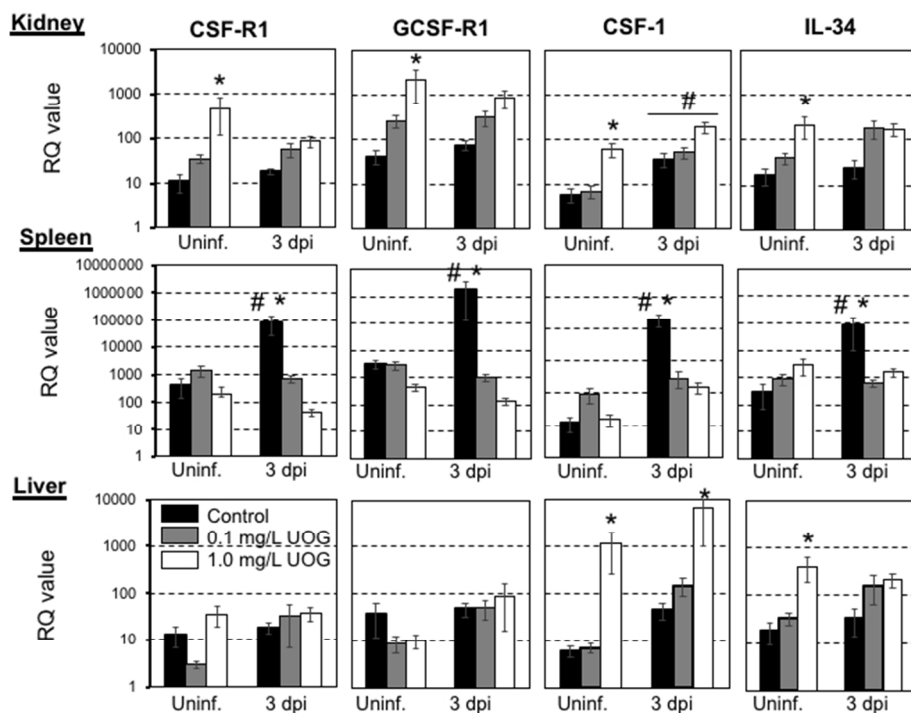 Kidney
CSF-R1 GCSF-R1 CSF-1 IL-34
RQ value
10000
1000
100
10
1
* * # * *
Uninf. 3 dpi Uninf. 3 dpi Uninf. 3 dpi Uninf. 3 dpi
Spleen
RQ value
10000000
1000000
100000
10000
1000
100
10
1
# * # * # * # *
Uninf. 3 dpi Uninf. 3 dpi Uninf. 3 dpi Uninf. 3 dpi
Liver
RQ value
10000
1000
100
10
1
Control
0.1 mg/L UOG
1.0 mg/L UOG
* * *
Uninf. 3 dpi Uninf. 3 dpi Uninf. 3 dpi Uninf. 3 dpi